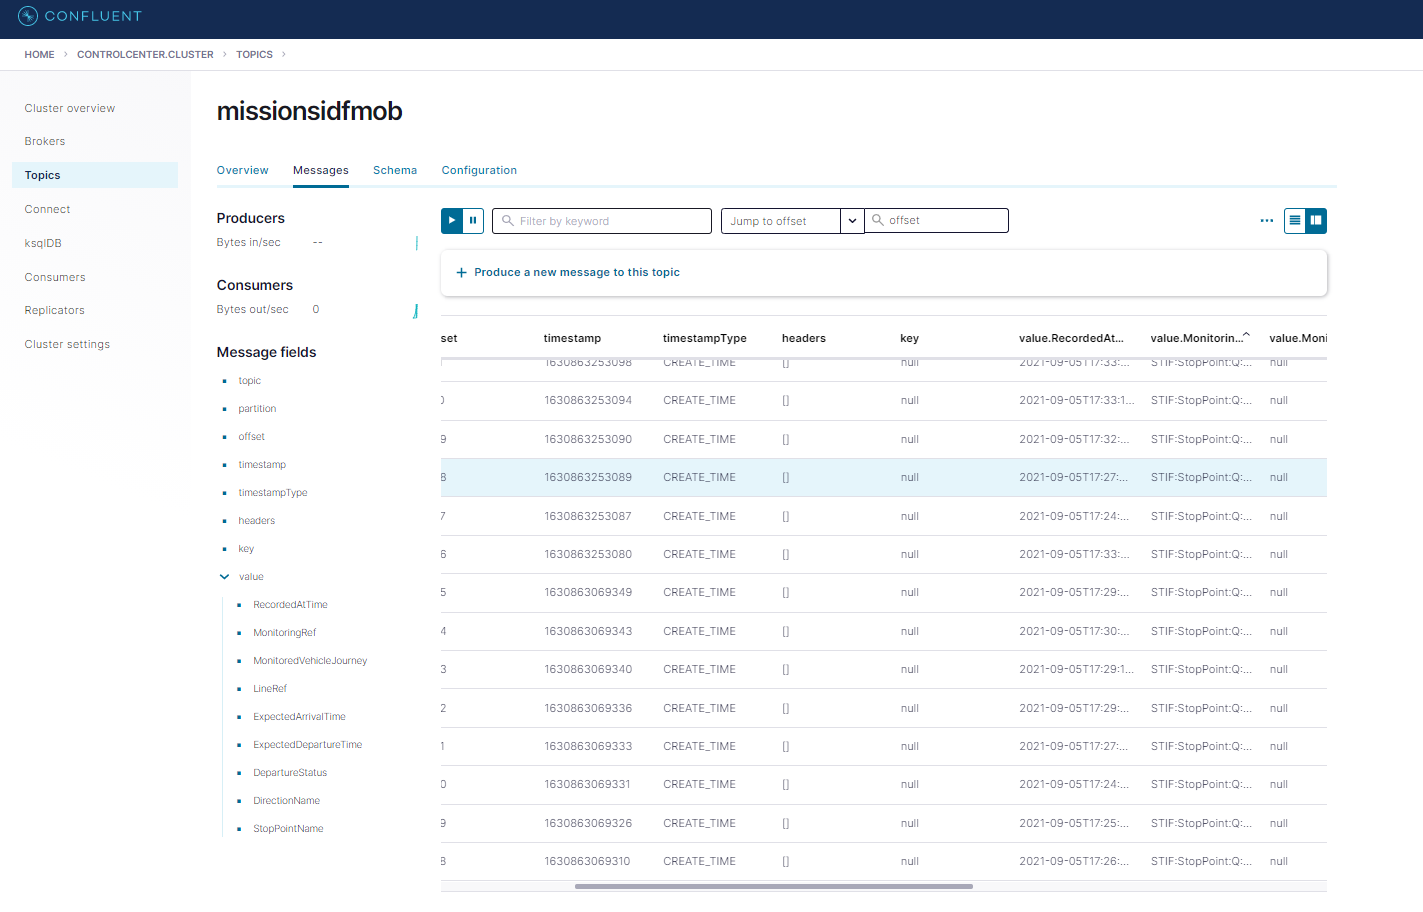 CONFLUENT
HOME > CONTROLCENTER.CLUSTER > TOPICS >
Cluster overview
Brokers
Topics
Connect
ksqlDB
Consumers
Replicators
Cluster settings
missionsidfmob
Overview Messages Schema Configuration
Producers
Bytes in/sec --
Consumers
Bytes out/sec 0
Message fields
topic
partition
offset
timestamp
timestampType
headers
key
value
RecordedAtTime
MonitoringRef
MonitoredVehicleJourney
LineRef
ExpectedArrivalTime
ExpectedDepartureTime
DepartureStatus
DirectionName
StopPointName
Filter by keyword Jump to offset offset
+ Produce a new message to this topic
set timestamp timestampType headers key value.RecordedAt... value.Monitorin... value.Moni
1630863253098 CREATE_TIME [] null 2021-09-05T17:33:... STIF:StopPoint:Q:... null
0 1630863253094 CREATE_TIME [] null 2021-09-05T17:33:1... STIF:StopPoint:Q:... null
9 1630863253090 CREATE_TIME [] null 2021-09-05T17:32:... STIF:StopPoint:Q:... null
8 1630863253089 CREATE_TIME [] null 2021-09-05T17:27:... STIF:StopPoint:Q:... null
7 1630863253087 CREATE_TIME [] null 2021-09-05T17:24:... STIF:StopPoint:Q:... null
6 1630863253080 CREATE_TIME [] null 2021-09-05T17:33:... STIF:StopPoint:Q:... null
5 1630863069349 CREATE_TIME [] null 2021-09-05T17:29:... STIF:StopPoint:Q:... null
4 1630863069343 CREATE_TIME [] null 2021-09-05T17:30:... STIF:StopPoint:Q:... null
3 1630863069340 CREATE_TIME [] null 2021-09-05T17:29:1... STIF:StopPoint:Q:... null
2 1630863069336 CREATE_TIME [] null 2021-09-05T17:29:... STIF:StopPoint:Q:... null
1 1630863069333 CREATE_TIME [] null 2021-09-05T17:27:... STIF:StopPoint:Q:... null
0 1630863069331 CREATE_TIME [] null 2021-09-05T17:24:... STIF:StopPoint:Q:... null
9 1630863069326 CREATE_TIME [] null 2021-09-05T17:25:... STIF:StopPoint:Q:... null
8 1630863069310 CREATE_TIME [] null 2021-09-05T17:26:... STIF:StopPoint:Q:... null